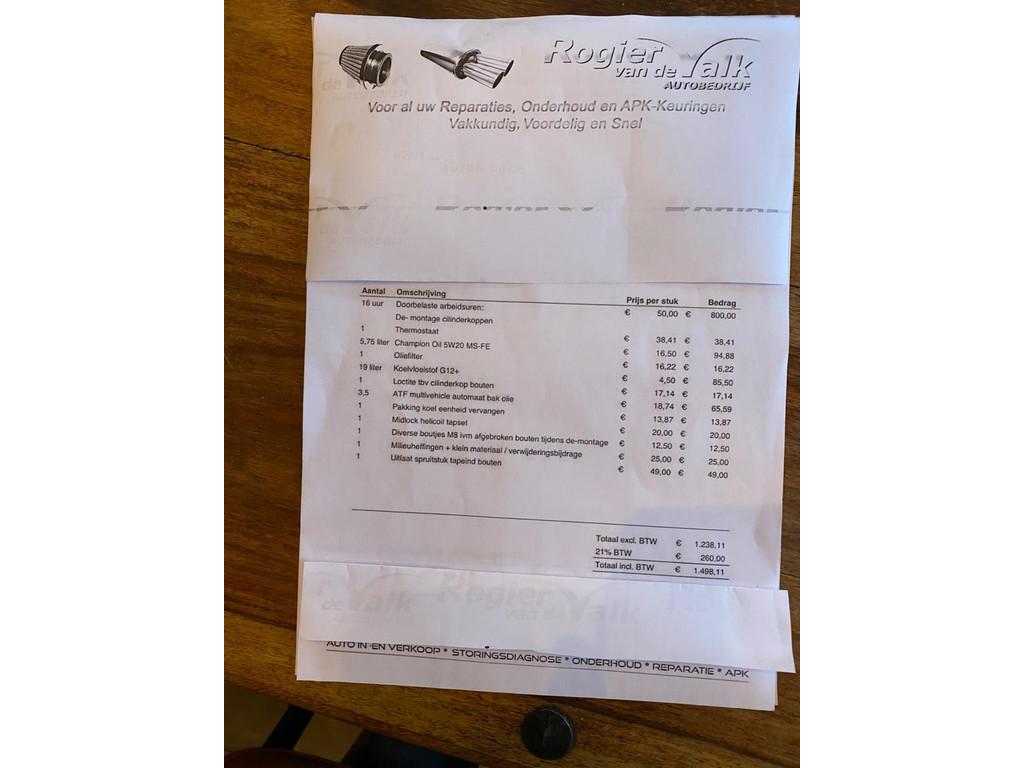 Rogier
van de Valk
AUTOBEDRIJF
Voor al uw Reparaties, Onderhoud en APK-Keuringen
Vakkundig, Voordelig en Snel
Aantal Omschrijving Prijs per stuk Bedrag
16 uur Doorbelaste arbeidsuren: € 50,00 € 800,00
De- montage cilinderkoppen
1 Thermostaat € 38,41 € 38,41
5,75 liter Champion Oil 5W20 MS-FE € 16,50 € 94,88
1 Oliefilter € 16,22 € 16,22
19 liter Koelvloeistof G12+ € 4,50 € 85,50
1 Loctite tbv cilinderkop bouten € 17,14 € 17,14
3,5 ATF multivehicle automaat bak olie € 18,74 € 65,59
1 Pakking koel eenheid vervangen € 13,87 € 13,87
1 Midlock helicoil tapset € 20,00 € 20,00
1 Diverse boutjes M8 ivm afgebroken bouten tijdens de-montage € 12,50 € 12,50
1 Milieuheffingen + klein materiaal / verwijderingsbijdrage € 25,00 € 25,00
1 Uitlaat spruitstuk tapeind bouten € 49,00 € 49,00
Totaal excl. BTW € 1.238,11
21% BTW € 260,00
Totaal incl. BTW € 1.498,11
Rogier
de Valk van de Valk
AUTO IN -EN VERKOOP * STORINGSDIAGNOSE * ONDERHOUD * REPARATIE * APK